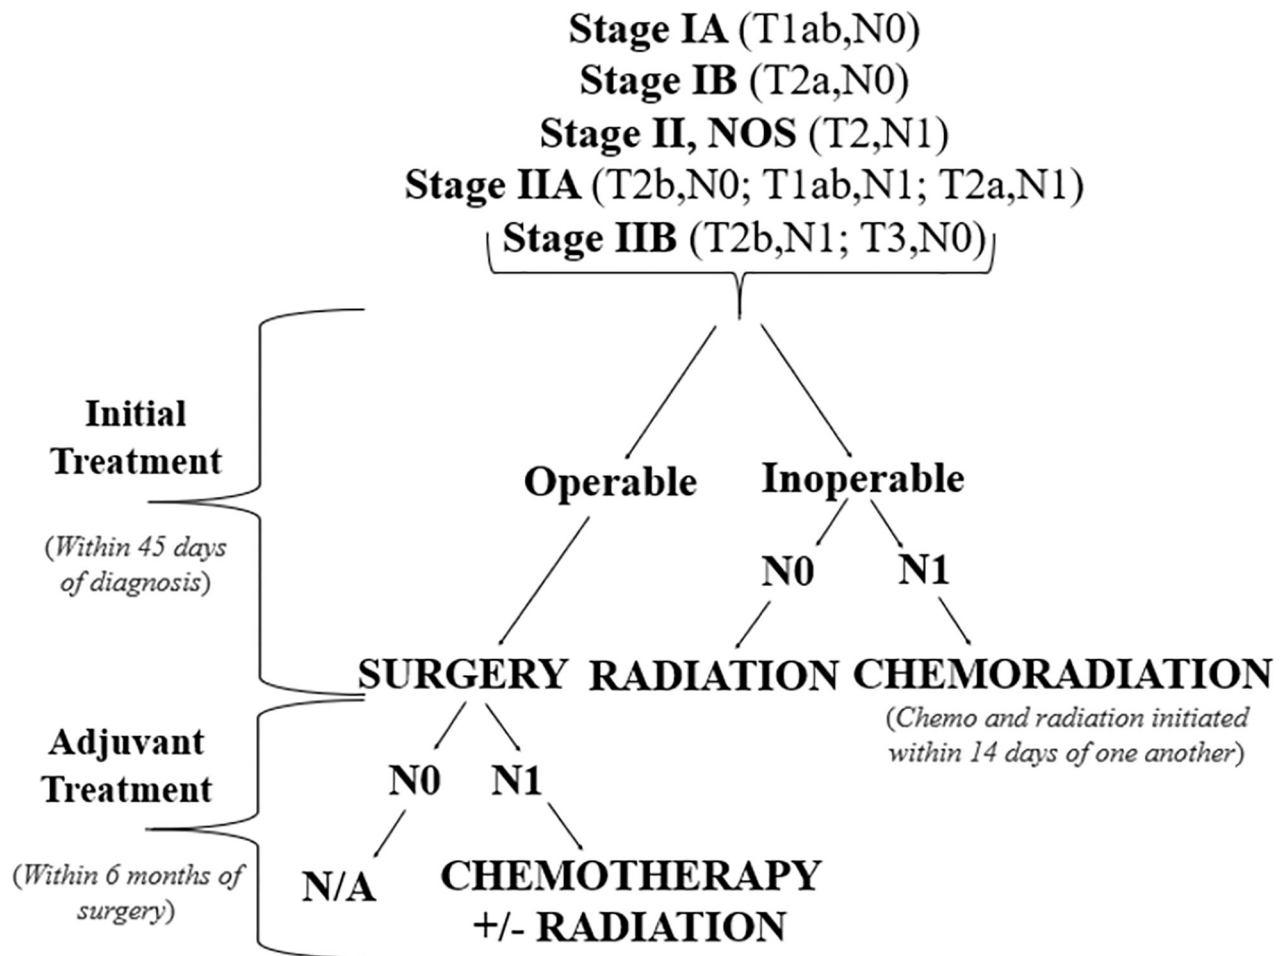 Stage IA (T1ab,N0)
Stage IB (T2a,N0)
Stage II, NOS (T2,N1)
Stage IIA (T2b,N0; T1ab,N1; T2a,N1)
Stage IIB (T2b,N1; T3,N0)
Initial
Treatment
(Within 45 days
of diagnosis)
Operable
Inoperable
N0
N1
SURGERY
RADIATION
CHEMORADIATION
(Chemo and radiation initiated
within 14 days of one another)
Adjuvant
Treatment
(Within 6 months of
surgery)
N0
N1
N/A
CHEMOTHERAPY
+/- RADIATION